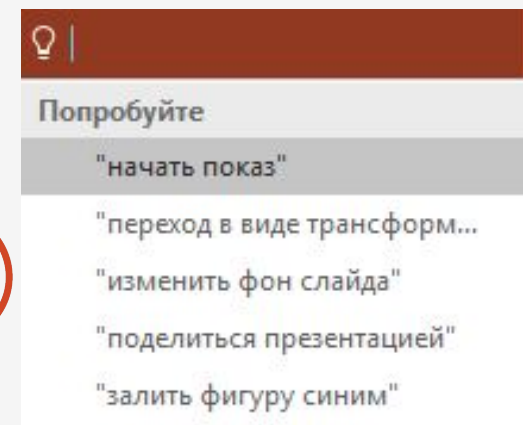 Попробуйте
"начать показ"
"переход в виде трансформ...
"изменить фон слайда"
"поделиться презентацией"
"залить фигуру синим"